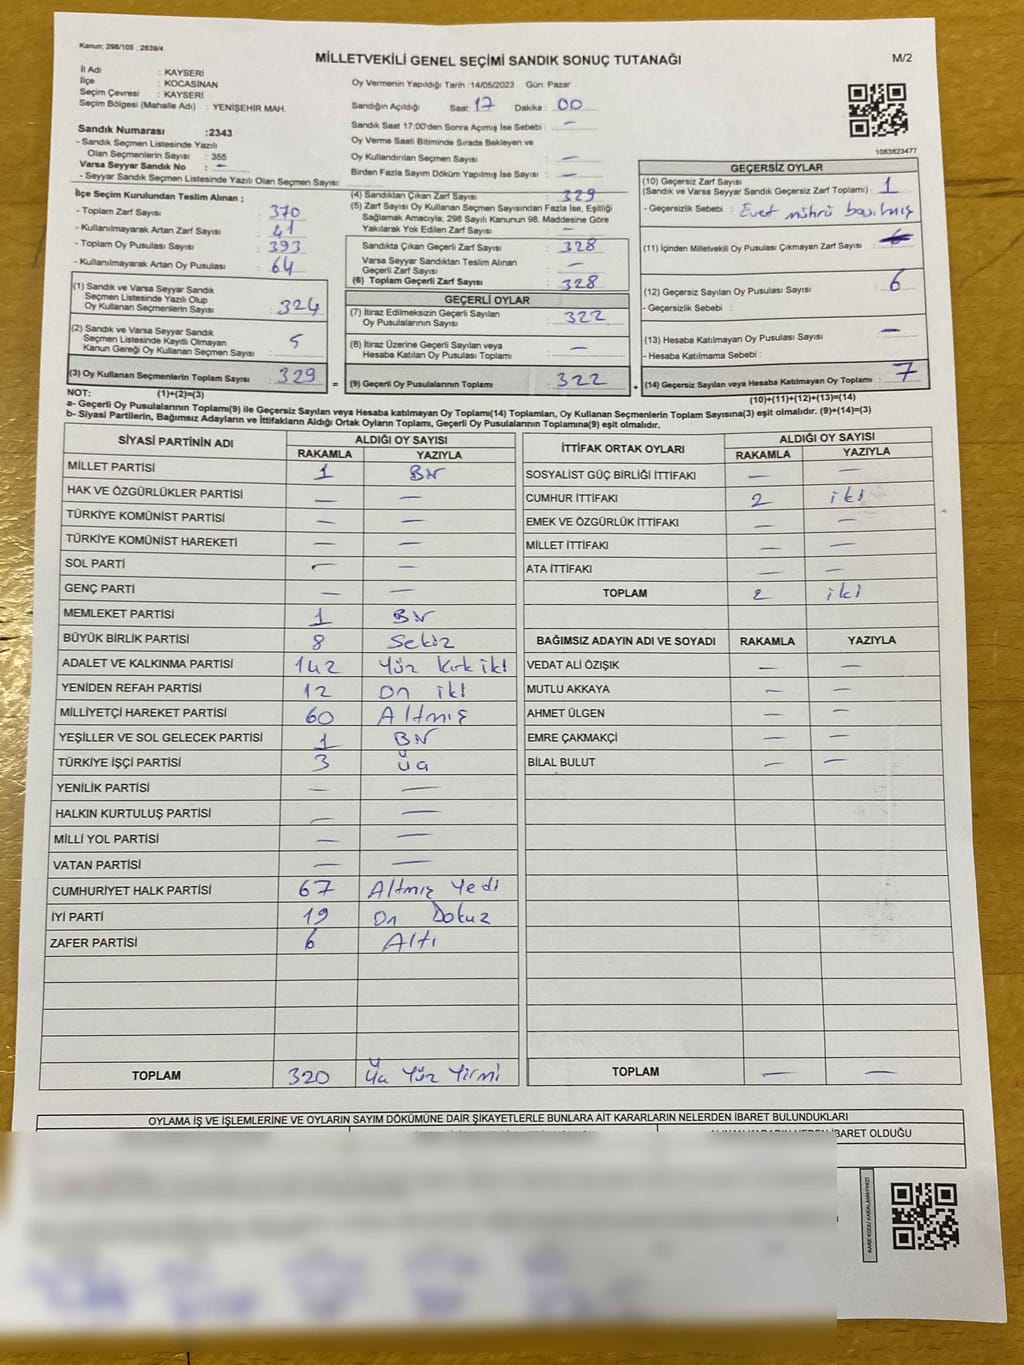 Kanun: 298/105 , 2839/4
MİLLETVEKİLİ GENEL SEÇİMİ SANDIK SONUÇ TUTANAĞI
M/2
İl Adı : KAYSERİ
İlçe : KOCASİNAN
Seçim Çevresi : KAYSERİ
Seçim Bölgesi (Mahalle Adı) : YENİŞEHİR MAH.
Sandık Numarası :2343
- Sandık Seçmen Listesinde Yazılı
Olan Seçmenlerin Sayısı : 355
Varsa Seyyar Sandık No : —
- Seyyar Sandık Seçmen Listesinde Yazılı Olan Seçmen Sayısı:
Oy Vermenin Yapıldığı Tarih :14/05/2023 Gün: Pazar
Sandığın Açıldığı Saat: 17 Dakika : 00
Sandık Saat 17:00'den Sonra Açılmış İse Sebebi : —
Oy Verme Saati Bitiminde Sırada Bekleyen ve
Oy Kullandırılan Seçmen Sayısı : —
Birden Fazla Sayım Döküm Yapılmış İse Sayısı : —
1083823477
İlçe Seçim Kurulundan Teslim Alınan ;
- Toplam Zarf Sayısı : 370
- Kullanılmayarak Artan Zarf Sayısı : 41
- Toplam Oy Pusulası Sayısı : 393
- Kullanılmayarak Artan Oy Pusulası : 64
(1) Sandık ve Varsa Seyyar Sandık
Seçmen Listesinde Yazılı Olup
Oy Kullanan Seçmenlerin Sayısı : 324
(2) Sandık ve Varsa Seyyar Sandık
Seçmen Listesinde Kayıtlı Olmayan
Kanun Gereği Oy Kullanan Seçmen Sayısı : 5
(3) Oy Kullanan Seçmenlerin Toplam Sayısı : 329
(1)+(2)=(3)
(4) Sandıktan Çıkan Zarf Sayısı : 329
(5) Zarf Sayısı Oy Kullanan Seçmen Sayısından Fazla İse, Eşitliği
Sağlamak Amacıyla; 298 Sayılı Kanunun 98. Maddesine Göre
Yakılarak Yok Edilen Zarf Sayısı : —
Sandıkta Çıkan Geçerli Zarf Sayısı : 328
Varsa Seyyar Sandıktan Teslim Alınan
Geçerli Zarf Sayısı : —
(6) Toplam Geçerli Zarf Sayısı : 328
GEÇERLİ OYLAR
(7) İtiraz Edilmeksizin Geçerli Sayılan
Oy Pusulalarının Sayısı : 322
(8) İtiraz Üzerine Geçerli Sayılan veya
Hesaba Katılan Oy Pusulası Toplamı : —
= (9) Geçerli Oy Pusulalarının Toplamı : 322
GEÇERSİZ OYLAR
(10) Geçersiz Zarf Sayısı
(Sandık ve Varsa Seyyar Sandık Geçersiz Zarf Toplamı) : 1
- Geçersizlik Sebebi : Evet mührü basılmış
(11) İçinden Milletvekili Oy Pusulası Çıkmayan Zarf Sayısı :
(12) Geçersiz Sayılan Oy Pusulası Sayısı : 6
- Geçersizlik Sebebi :
(13) Hesaba Katılmayan Oy Pusulası Sayısı : —
- Hesaba Katılmama Sebebi :
+ (14) Geçersiz Sayılan veya Hesaba Katılmayan Oy Toplamı : 7
(10)+(11)+(12)+(13)=(14)
NOT:
a- Geçerli Oy Pusulalarının Toplamı(9) ile Geçersiz Sayılan veya Hesaba katılmayan Oy Toplamı(14) Toplamları, Oy Kullanan Seçmenlerin Toplam Sayısına(3) eşit olmalıdır. (9)+(14)=(3)
b- Siyasi Partilerin, Bağımsız Adayların ve İttifakların Aldığı Ortak Oyların Toplamı, Geçerli Oy Pusulalarının Toplamına(9) eşit olmalıdır.
SİYASİ PARTİNİN ADI ALDIĞI OY SAYISI
RAKAMLA YAZIYLA
MİLLET PARTİSİ 1 Bir
HAK VE ÖZGÜRLÜKLER PARTİSİ — —
TÜRKİYE KOMÜNİST PARTİSİ — —
TÜRKİYE KOMÜNİST HAREKETİ — —
SOL PARTİ — —
GENÇ PARTİ — —
MEMLEKET PARTİSİ 1 Bir
BÜYÜK BİRLİK PARTİSİ 8 Sekiz
ADALET VE KALKINMA PARTİSİ 142 Yüz kırk iki
YENİDEN REFAH PARTİSİ 12 On iki
MİLLİYETÇİ HAREKET PARTİSİ 60 Altmış
YEŞİLLER VE SOL GELECEK PARTİSİ 1 Bir
TÜRKİYE İŞÇİ PARTİSİ 3 Üç
YENİLİK PARTİSİ — —
HALKIN KURTULUŞ PARTİSİ — —
MİLLİ YOL PARTİSİ — —
VATAN PARTİSİ — —
CUMHURİYET HALK PARTİSİ 67 Altmış Yedi
İYİ PARTİ 19 On Dokuz
ZAFER PARTİSİ 6 Altı
TOPLAM 320 Üç Yüz Yirmi
İTTİFAK ORTAK OYLARI ALDIĞI OY SAYISI
RAKAMLA YAZIYLA
SOSYALİST GÜÇ BİRLİĞİ İTTİFAKI — —
CUMHUR İTTİFAKI 2 iki
EMEK VE ÖZGÜRLÜK İTTİFAKI — —
MİLLET İTTİFAKI — —
ATA İTTİFAKI — —
TOPLAM 2 iki
BAĞIMSIZ ADAYIN ADI VE SOYADI RAKAMLA YAZIYLA
VEDAT ALİ ÖZIŞIK — —
MUTLU AKKAYA — —
AHMET ÜLGEN — —
EMRE ÇAKMAKÇİ — —
BİLAL BULUT — —
TOPLAM — —
OYLAMA İŞ VE İŞLEMLERİNE VE OYLARIN SAYIM DÖKÜMÜNE DAİR ŞİKAYETLERLE BUNLARA AİT KARARLARIN NELERDEN İBARET BULUNDUKLARI
İBARET OLDUĞU
KARE KODU KARALAMAYINIZ!